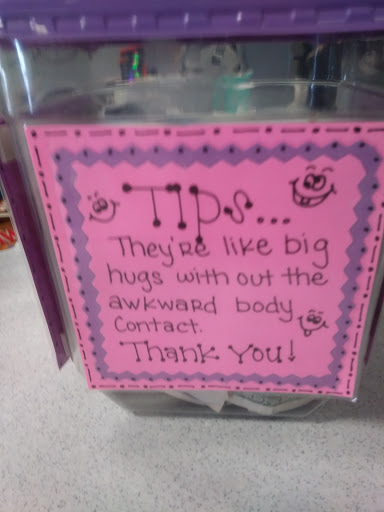 TIps...
They're like big
hugs with out the
awkward body
Contact.
Thank You!